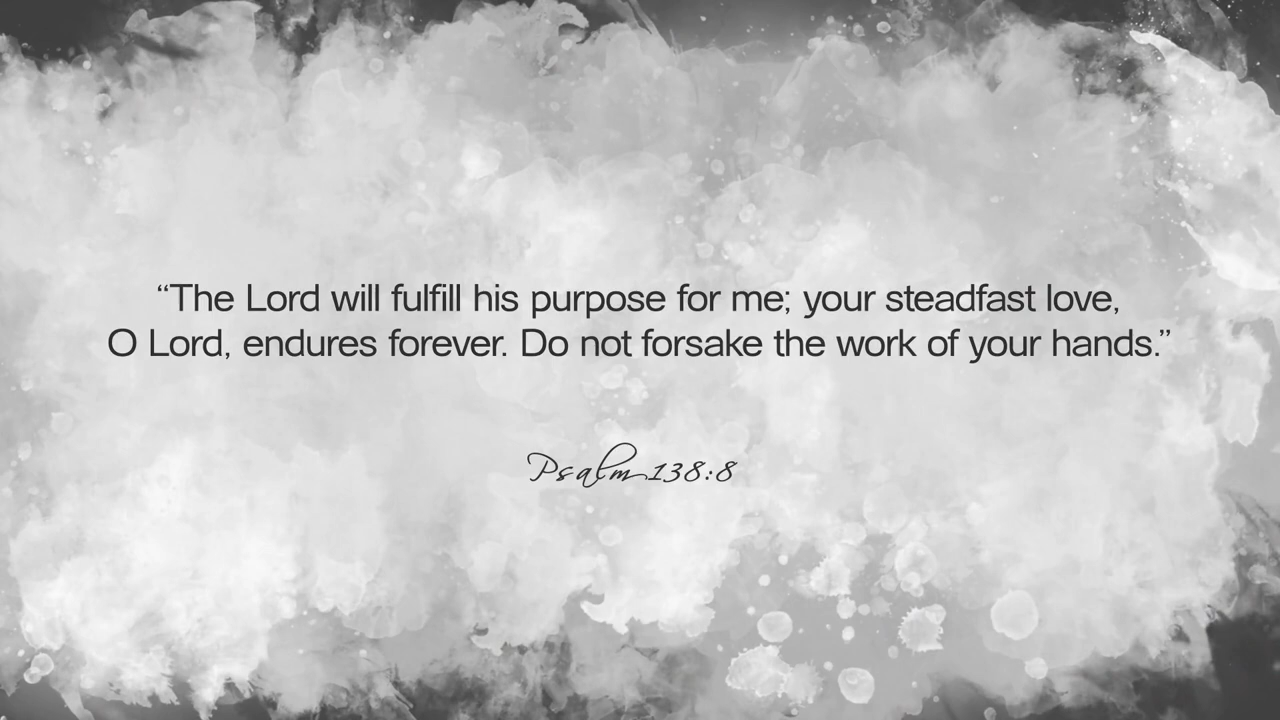 “The Lord will fulfill his purpose for me; your steadfast love,
O Lord, endures forever. Do not forsake the work of your hands.”
Psalm 138:8